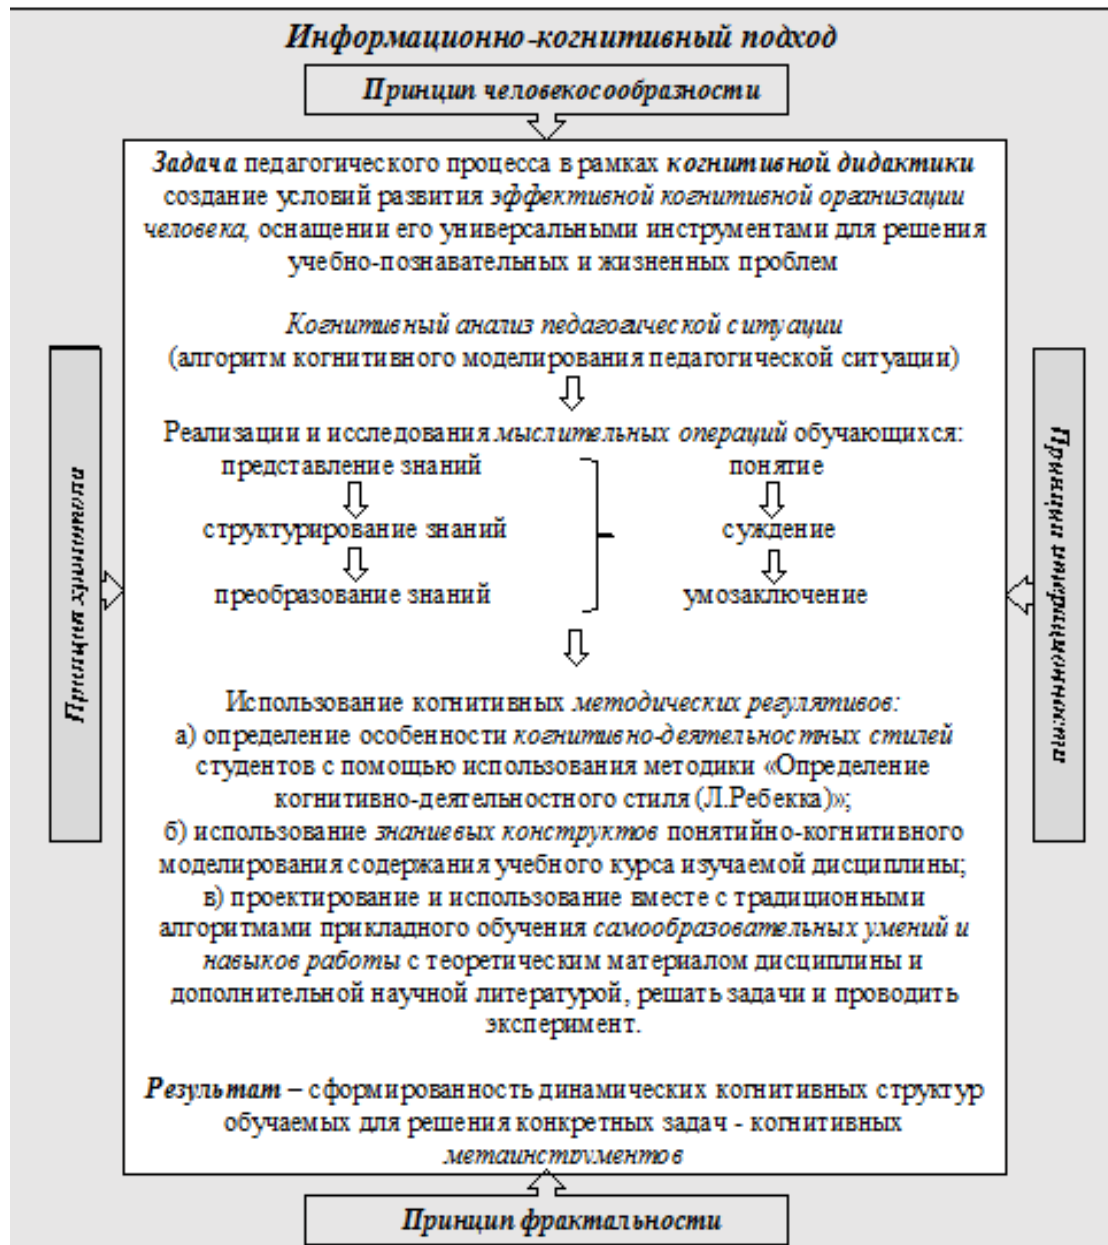 Информационно-когнитивный подход
Принцип человекосообразности
Задача педагогического процесса в рамках когнитивной дидактики
создание условий развития эффективной когнитивной организации
человека, оснащении его универсальными инструментами для решения
учебно-познавательных и жизненных проблем
Когнитивный анализ педагогической ситуации
(алгоритм когнитивного моделирования педагогической ситуации)
Реализации и исследования мыслительных операций обучающихся:
представление знаний
понятие
структурирование знаний
суждение
преобразование знаний
умозаключение
Использование когнитивных методических регулятивов:
а) определение особенности когнитивно-деятельностных стилей
студентов с помощью использования методики «Определение
когнитивно-деятельностного стиля (Л.Ребекка)»;
б) использование знаниевых конструктов понятийно-когнитивного
моделирования содержания учебного курса изучаемой дисциплины;
в) проектирование и использование вместе с традиционными
алгоритмами прикладного обучения самообразовательных умений и
навыков работы с теоретическим материалом дисциплины и
дополнительной научной литературой, решать задачи и проводить
эксперимент.
Результат – сформированность динамических когнитивных структур
обучаемых для решения конкретных задач - когнитивных
метаинструментов
Принцип хронотопа
Принцип
Принцип фрактальности